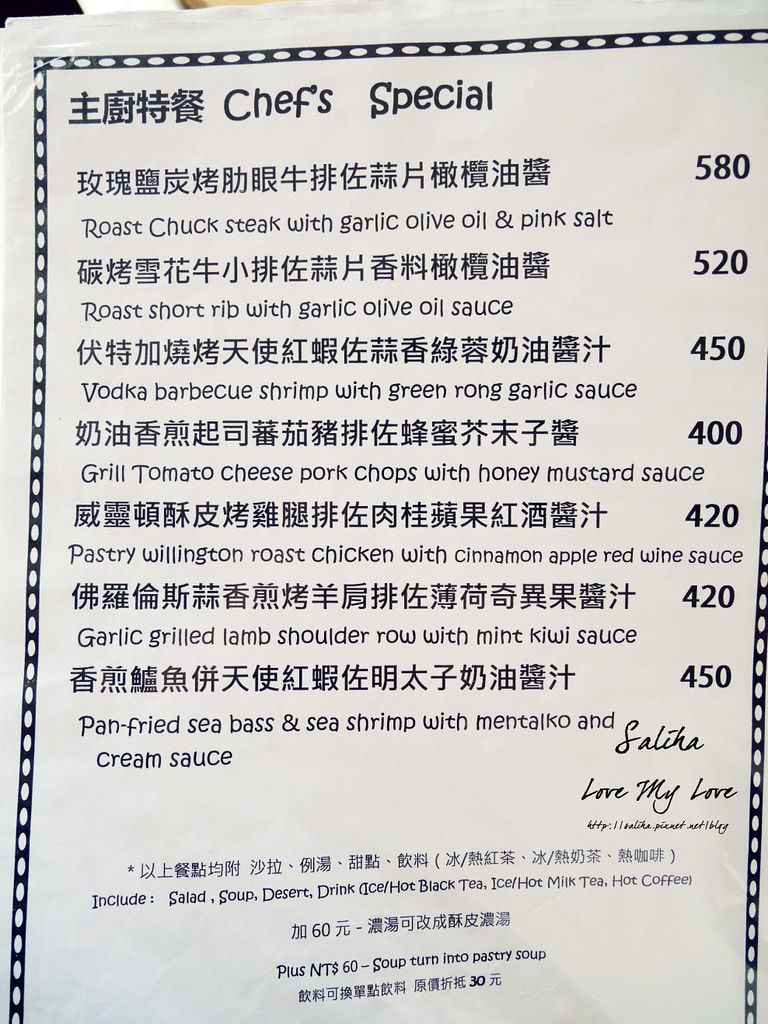 主廚特餐 Chef's Special
玫瑰鹽炭烤肋眼牛排佐蒜片橄欖油醬 580
Roast Chuck steak with garlic olive oil & pink salt
碳烤雪花牛小排佐蒜片香料橄欖油醬 520
Roast short rib with garlic olive oil sauce
伏特加燒烤天使紅蝦佐蒜香綠蓉奶油醬汁 450
Vodka barbecue shrimp with green rong garlic sauce
奶油香煎起司蕃茄豬排佐蜂蜜芥末子醬 400
Grill Tomato cheese pork chops with honey mustard sauce
威靈頓酥皮烤雞腿排佐肉桂蘋果紅酒醬汁 420
Pastry willington roast chicken with cinnamon apple red wine sauce
佛羅倫斯蒜香煎烤羊肩排佐薄荷奇異果醬汁 420
Garlic grilled lamb shoulder row with mint kiwi sauce
香煎鱸魚併天使紅蝦佐明太子奶油醬汁 450
Pan-fried sea bass & sea shrimp with mentalko and
cream sauce
Saliha
Love My Love
http://saliha.pixnet.net/blog
*以上餐點均附 沙拉、例湯、甜點、飲料(冰/熱紅茶、冰/熱奶茶、熱咖啡)
Include : Salad , Soup, Desert, Drink (Ice/Hot Black Tea, Ice/Hot Milk Tea, Hot Coffee)
加 60 元 - 濃湯可改成酥皮濃湯
Plus NT$ 60 – Soup turn into pastry soup
飲料可換單點飲料 原價折抵 30 元